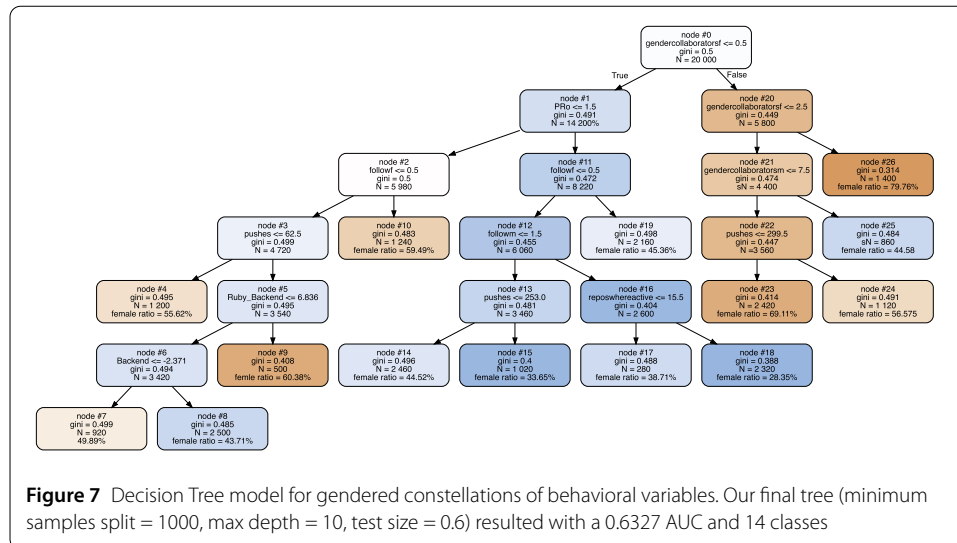 node #0
gendercollaboratorsf <= 0.5
gini = 0.5
N = 20 000
True
False
node #1
PRo <= 1.5
gini = 0.491
N = 14 200%
node #20
gendercollaboratorsf <= 2.5
gini = 0.449
N = 5 800
node #2
followf <= 0.5
gini = 0.5
N = 5 980
node #11
followf <= 0.5
gini = 0.472
N = 8 220
node #21
gendercollaboratorsm <= 7.5
gini = 0.474
sN = 4 400
node #26
gini = 0.314
N = 1 400
female ratio = 79.76%
node #3
pushes <= 62.5
gini = 0.499
N = 4 720
node #10
gini = 0.483
N = 1 240
female ratio = 59.49%
node #12
followm <= 1.5
gini = 0.455
N = 6 060
node #19
gini = 0.498
N = 2 160
female ratio = 45.36%
node #22
pushes <= 299.5
gini = 0.447
N =3 560
node #25
gini = 0.484
sN = 860
female ratio = 44.58
node #4
gini = 0.495
N = 1 200
female ratio = 55.62%
node #5
Ruby_Backend <= 6.836
gini = 0.495
N = 3 540
node #13
pushes <= 253.0
gini = 0.481
N = 3 460
node #16
reposwhereactive <= 15.5
gini = 0.404
N = 2 600
node #23
gini = 0.414
N = 2 420
female ratio = 69.11%
node #24
gini = 0.491
N = 1 120
female ratio = 56.575
node #6
Backend <= -2.371
gini = 0.494
N = 3 420
node #9
gini = 0.408
N = 500
femle ratio = 60.38%
node #14
gini = 0.496
N = 2 460
female ratio = 44.52%
node #15
gini = 0.4
N = 1 020
female ratio = 33.65%
node #17
gini = 0.488
N = 280
female ratio = 38.71%
node #18
gini = 0.388
N = 2 320
female ratio = 28.35%
node #7
gini = 0.499
N = 920
49.89%
node #8
gini = 0.485
N = 2 500
female ratio = 43.71%
Figure 7 Decision Tree model for gendered constellations of behavioral variables. Our final tree (minimum
samples split = 1000, max depth = 10, test size = 0.6) resulted with a 0.6327 AUC and 14 classes